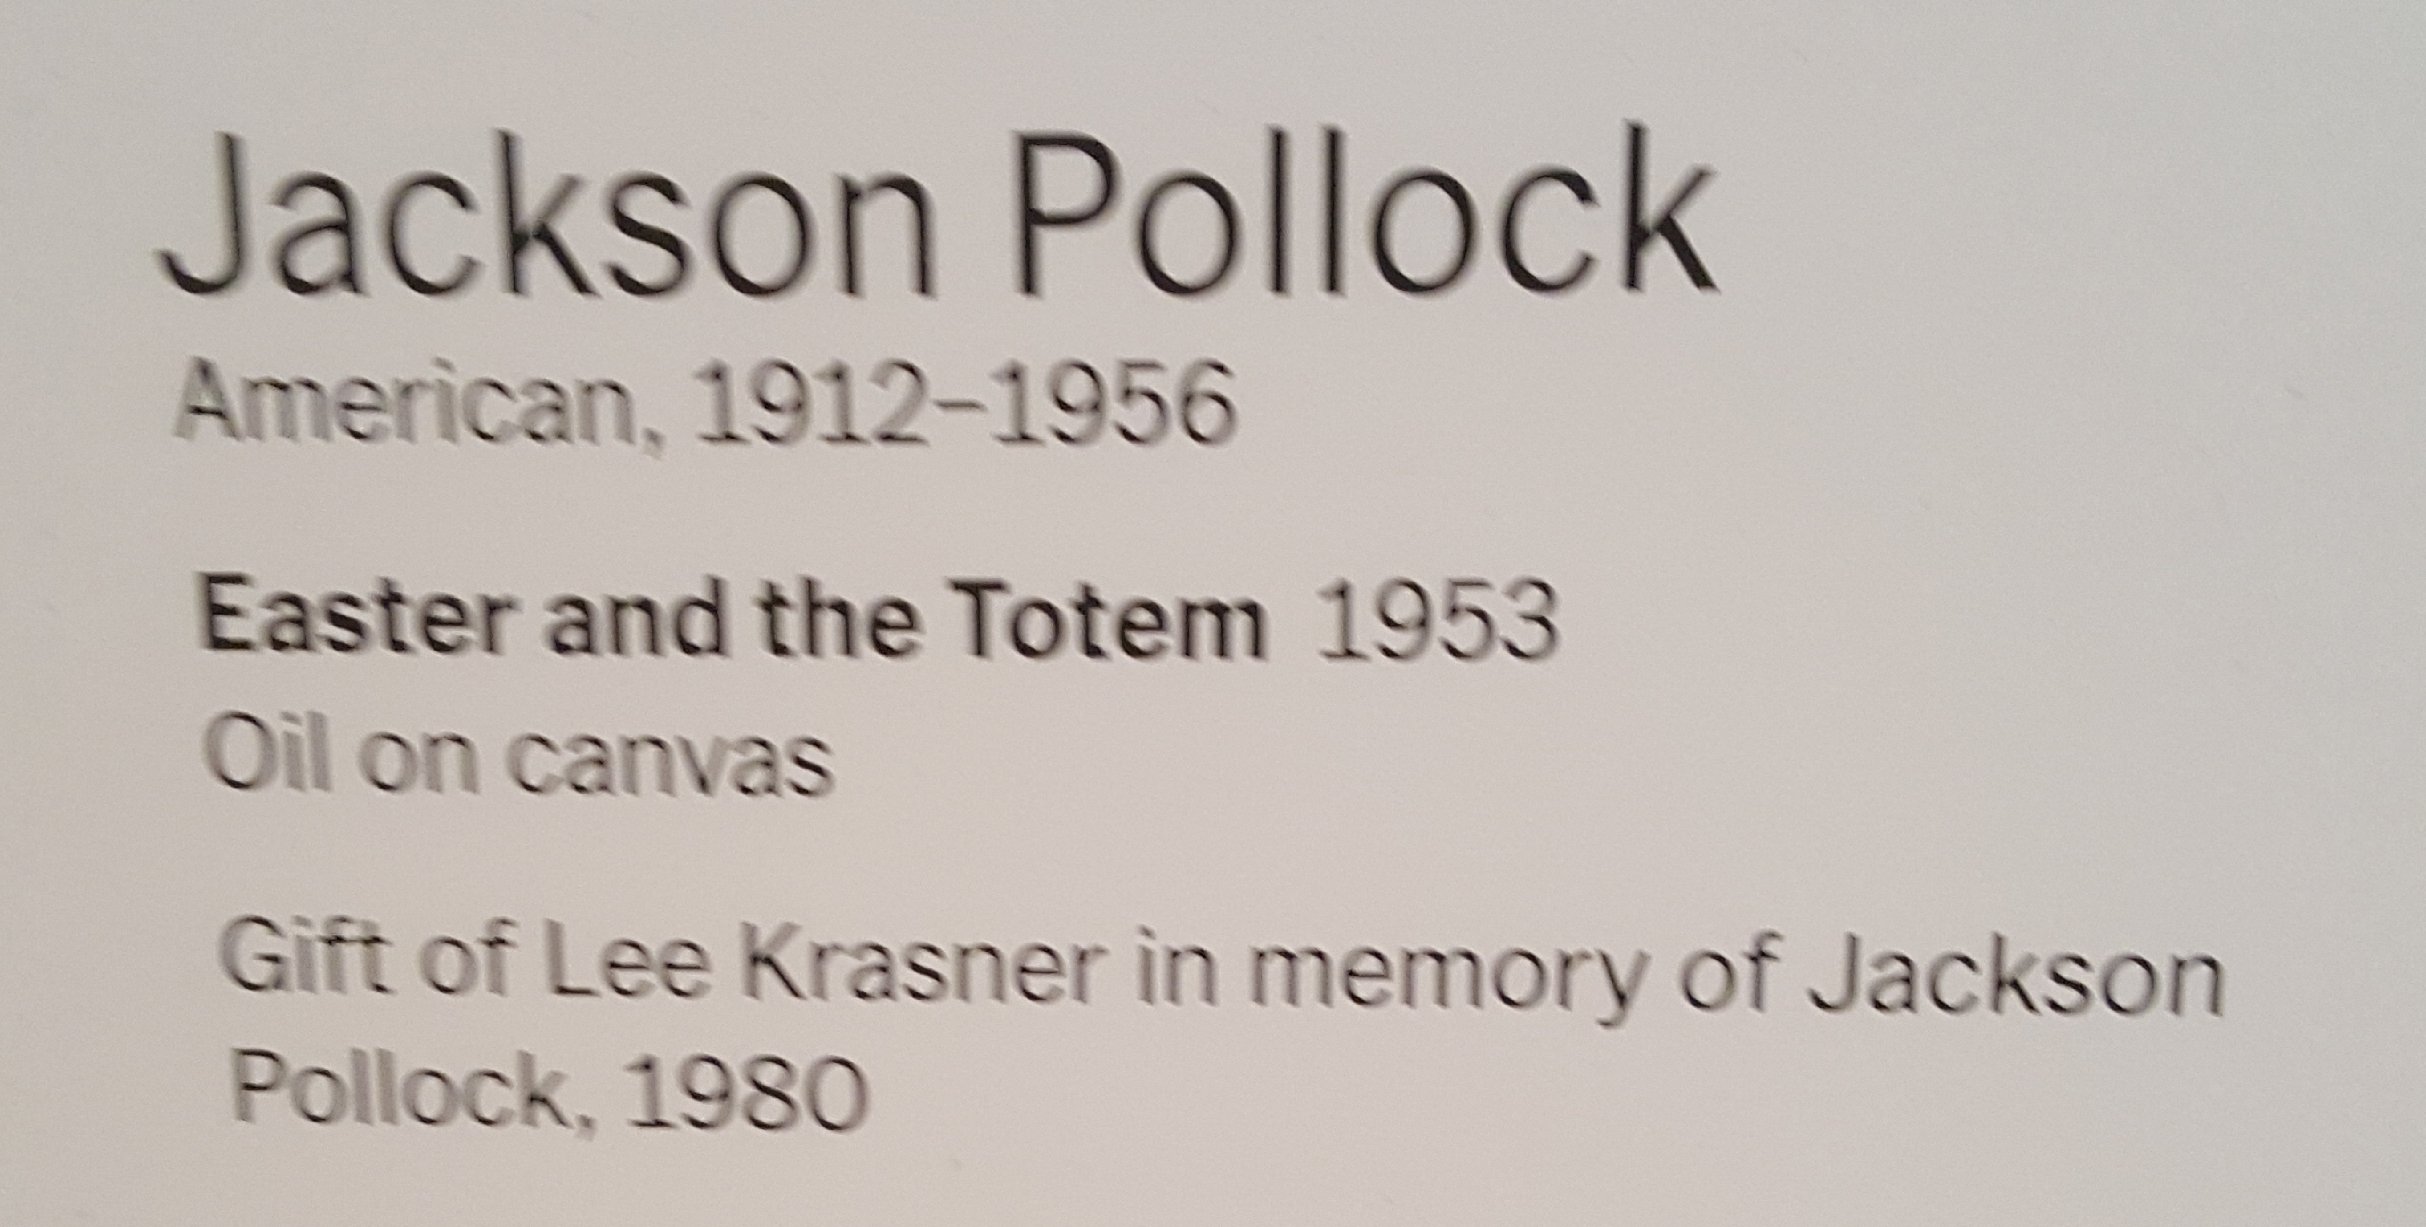 Jackson Pollock
American, 1912–1956
Easter and the Totem 1953
Oil on canvas
Gift of Lee Krasner in memory of Jackson
Pollock, 1980